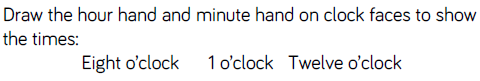 Draw the hour hand and minute hand on clock faces to show
the times:
Eight o’clock 1 o’clock Twelve o’clock